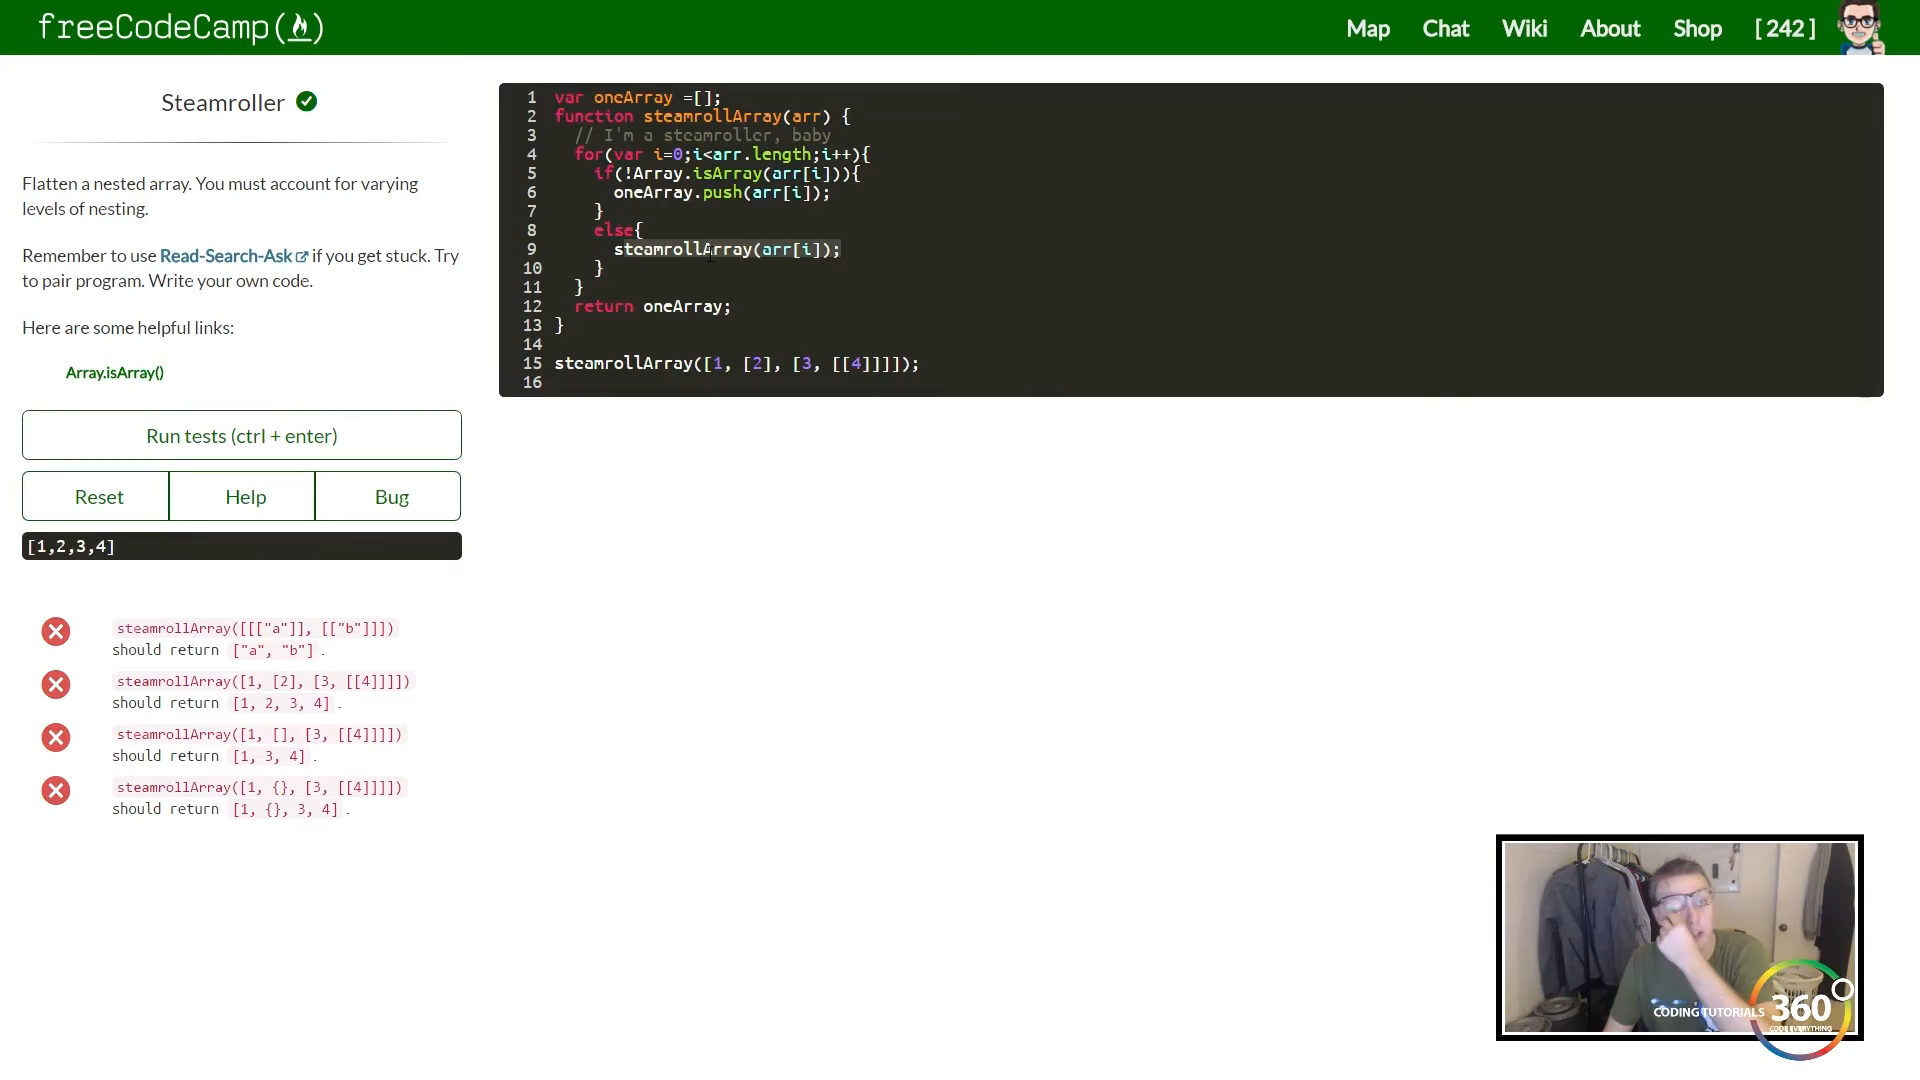 freeCodeCamp
Map Chat Wiki About Shop [ 242 ]
Steamroller
Flatten a nested array. You must account for varying
levels of nesting.
Remember to use Read-Search-Ask if you get stuck. Try
to pair program. Write your own code.
Here are some helpful links:
Array.isArray()
Run tests (ctrl + enter)
Reset Help Bug
[1,2,3,4]
steamrollArray([[["a"]], [["b"]]])
should return ["a", "b"].
steamrollArray([1, [2], [3, [[4]]]])
should return [1, 2, 3, 4].
steamrollArray([1, [], [3, [[4]]]])
should return [1, 3, 4].
steamrollArray([1, {}, [3, [[4]]]])
should return [1, {}, 3, 4].
1 var oneArray =[];
2 function steamrollArray(arr) {
3 // I'm a steamroller, baby
4 for(var i=0;i<arr.length;i++){
5 if(!Array.isArray(arr[i])){
6 oneArray.push(arr[i]);
7 }
8 else{
9 steamrollArray(arr[i]);
10 }
11 }
12 return oneArray;
13 }
14
15 steamrollArray([1, [2], [3, [[4]]]]);
16
CODING TUTORIALS 360
CODE EVERYTHING